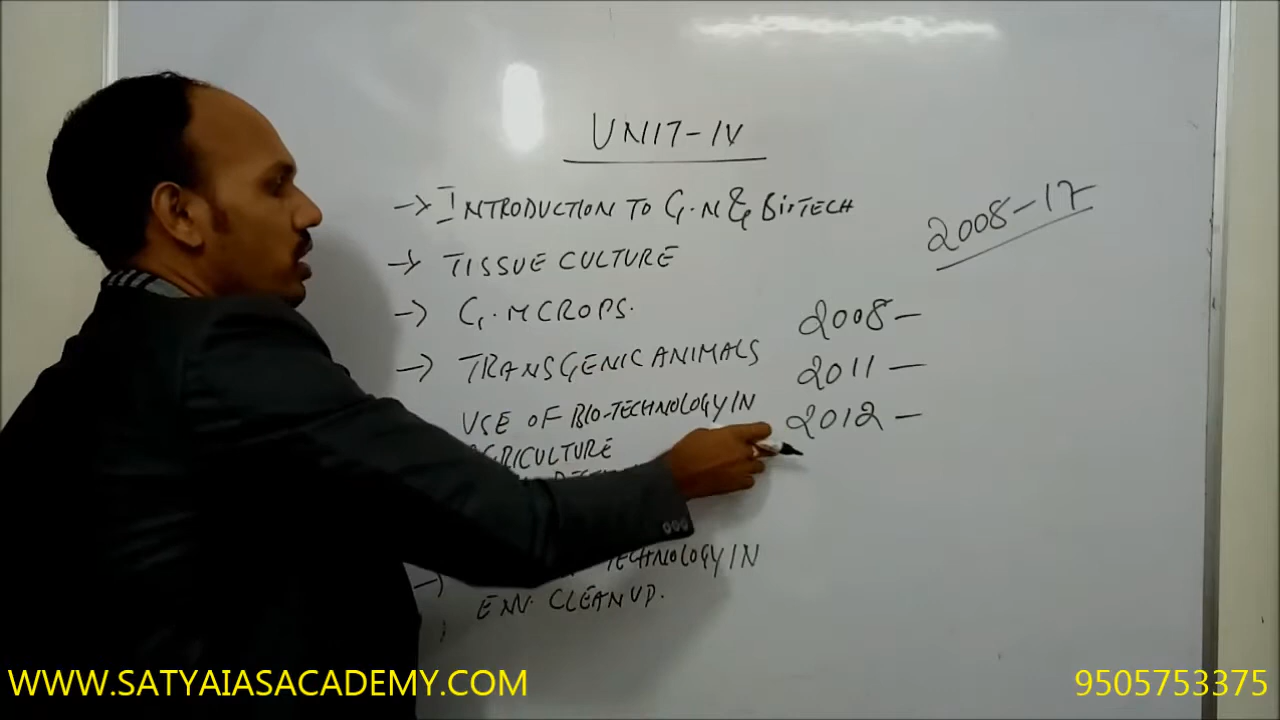 UNIT-IV
→ INTRODUCTION TO G.M & BIOTECH
2008-17
→ TISSUE CULTURE
→ G.M CROPS.
2008-
→ TRANSGENIC ANIMALS
2011-
USE OF BIO-TECHNOLOGY IN
2012-
AGRICULTURE
TECHNOLOGY IN
ENV. CLEANUP.
WWW.SATYAIASACADEMY.COM
9505753375